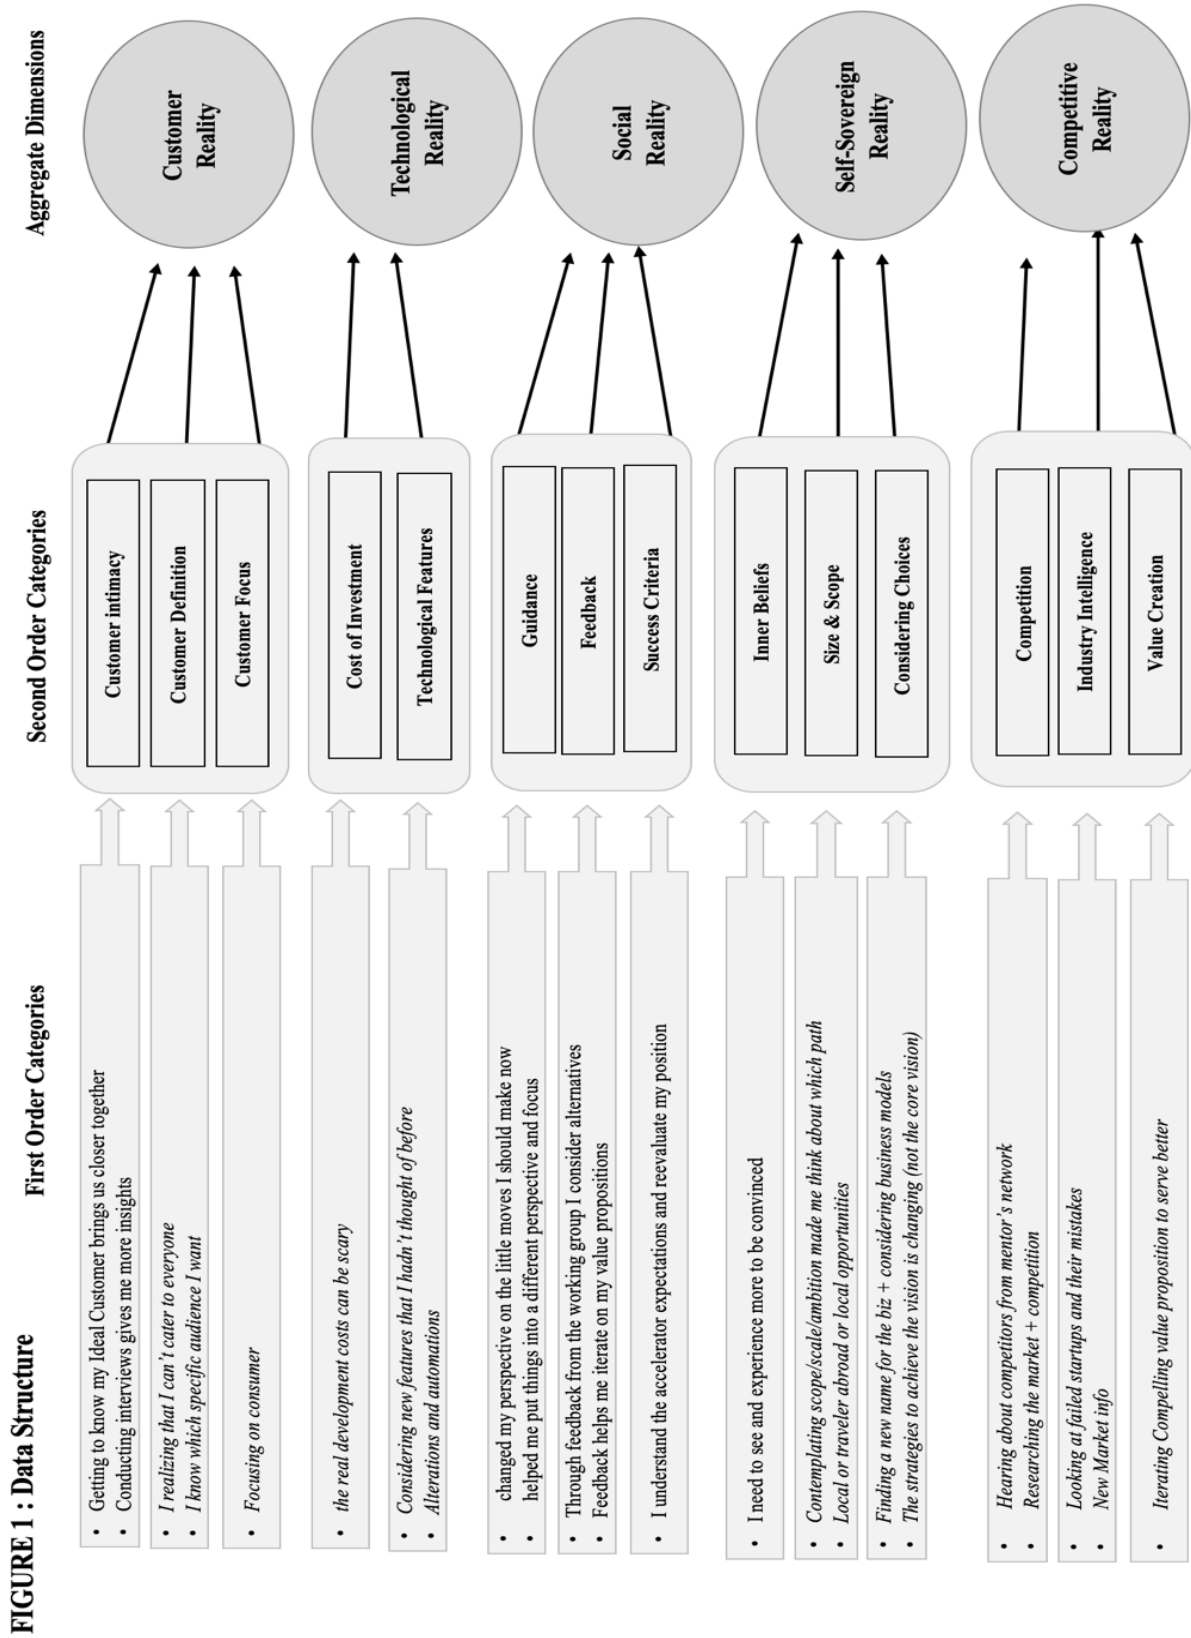 FIGURE 1 : Data Structure
First Order Categories
Second Order Categories
Aggregate Dimensions
• Getting to know my Ideal Customer brings us closer together
• Conducting interviews gives me more insights
• I realizing that I can't cater to everyone
• I know which specific audience I want
• Focusing on consumer
Customer intimacy
Customer Definition
Customer Focus
Customer
Reality
• the real development costs can be scary
• Considering new features that I hadn't thought of before
• Alterations and automations
Cost of Investment
Technological Features
Technological
Reality
• changed my perspective on the little moves I should make now
• helped me put things into a different perspective and focus
• Through feedback from the working group I consider alternatives
• Feedback helps me iterate on my value propositions
• I understand the accelerator expectations and reevaluate my position
Guidance
Feedback
Success Criteria
Social
Reality
• I need to see and experience more to be convinced
• Contemplating scope/scale/ambition made me think about which path
• Local or traveler abroad or local opportunities
• Finding a new name for the biz + considering business models
• The strategies to achieve the vision is changing (not the core vision)
Inner Beliefs
Size & Scope
Considering Choices
Self-Sovereign
Reality
• Hearing about competitors from mentor's network
• Researching the market + competition
• Looking at failed startups and their mistakes
• New Market info
• Iterating Compelling value proposition to serve better
Competition
Industry Intelligence
Value Creation
Competitive
Reality